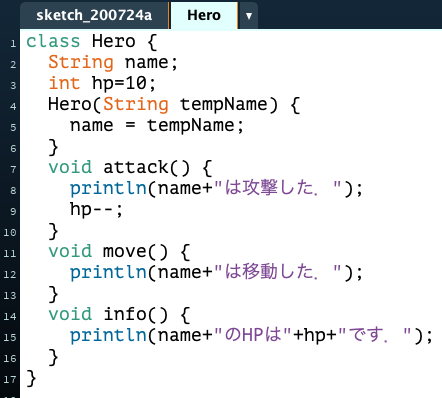 sketch_200724a Hero ▼
1 class Hero {
2 String name;
3 int hp=10;
4 Hero(String tempName) {
5 name = tempName;
6 }
7 void attack() {
8 println(name+"は攻撃した．");
9 hp--;
10 }
11 void move() {
12 println(name+"は移動した．");
13 }
14 void info() {
15 println(name+"のHPは"+hp+"です．");
16 }
17 }
18